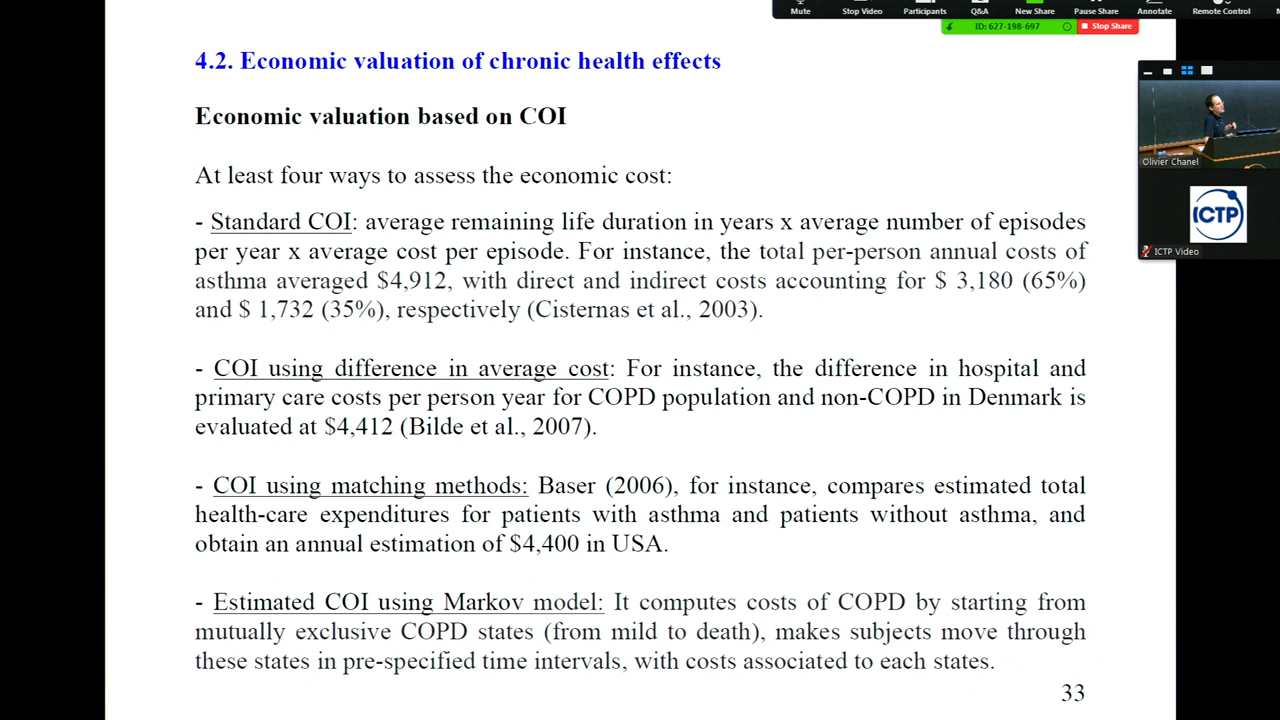 Mute
Stop Video
Participants
Q&A
New Share
Pause Share
Annotate
Remote Control
ID: 627-198-697
Stop Share
4.2. Economic valuation of chronic health effects
Economic valuation based on COI
At least four ways to assess the economic cost:
- Standard COI: average remaining life duration in years x average number of episodes
per year x average cost per episode. For instance, the total per-person annual costs of
asthma averaged $4,912, with direct and indirect costs accounting for $ 3,180 (65%)
and $ 1,732 (35%), respectively (Cisternas et al., 2003).
- COI using difference in average cost: For instance, the difference in hospital and
primary care costs per person year for COPD population and non-COPD in Denmark is
evaluated at $4,412 (Bilde et al., 2007).
- COI using matching methods: Baser (2006), for instance, compares estimated total
health-care expenditures for patients with asthma and patients without asthma, and
obtain an annual estimation of $4,400 in USA.
- Estimated COI using Markov model: It computes costs of COPD by starting from
mutually exclusive COPD states (from mild to death), makes subjects move through
these states in pre-specified time intervals, with costs associated to each states.
33
Olivier Chanel
ICTP
ICTP Video